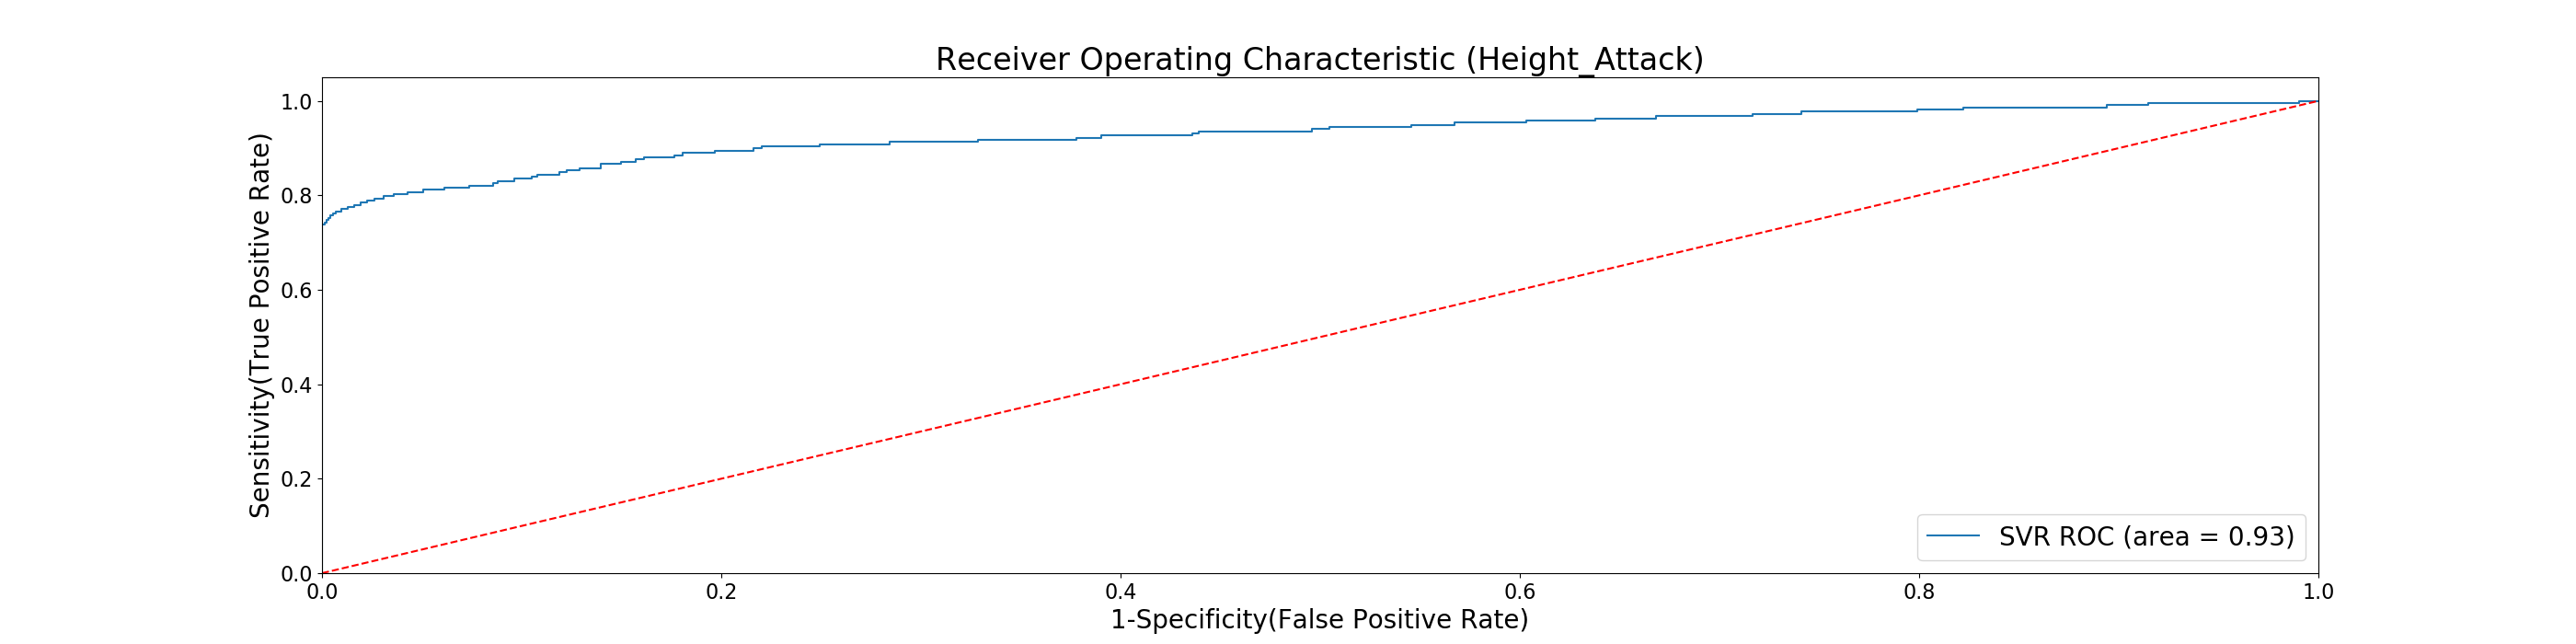 Receiver Operating Characteristic (Height_Attack)
Sensitivity(True Positive Rate)
1.0
0.8
0.6
0.4
0.2
0.0
0.0 0.2 0.4 0.6 0.8 1.0
1-Specificity(False Positive Rate)
SVR ROC (area = 0.93)